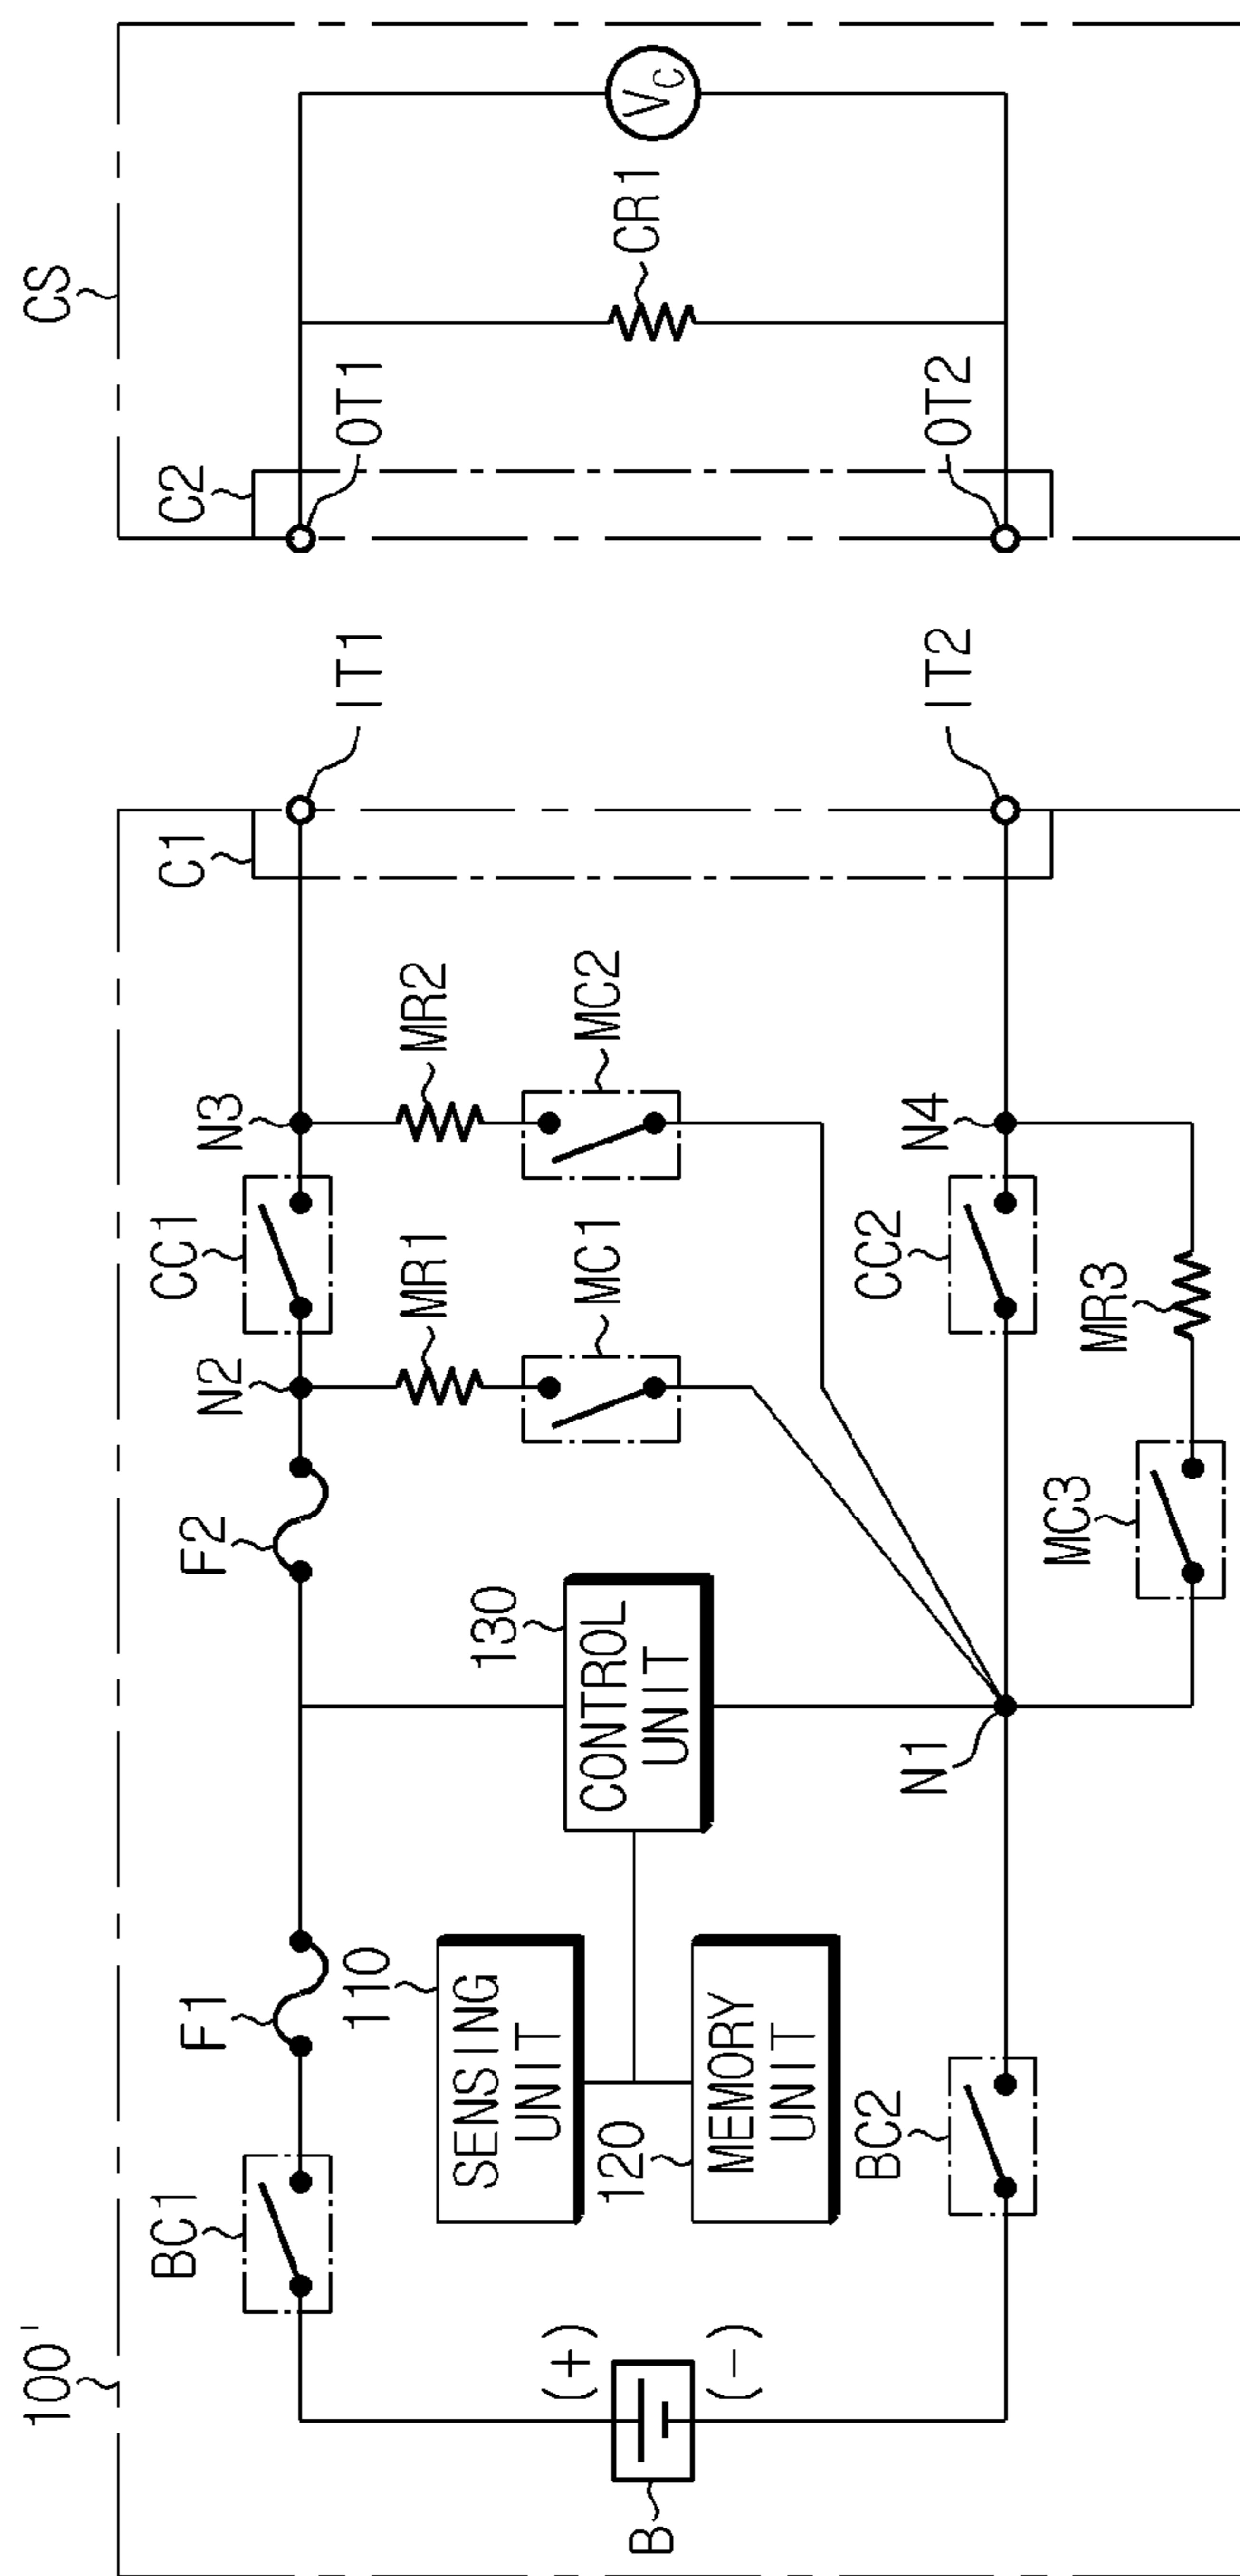 100'
CS
BC1
F1
F2
N2
CC1
N3
C1
C2
IT1
OT1
110
SENSING
UNIT
120
MEMORY
UNIT
130
CONTROL
UNIT
MR1
MC1
MR2
MC2
CR1
VC
B
(+)
(-)
BC2
N1
CC2
N4
IT2
OT2
MC3
MR3